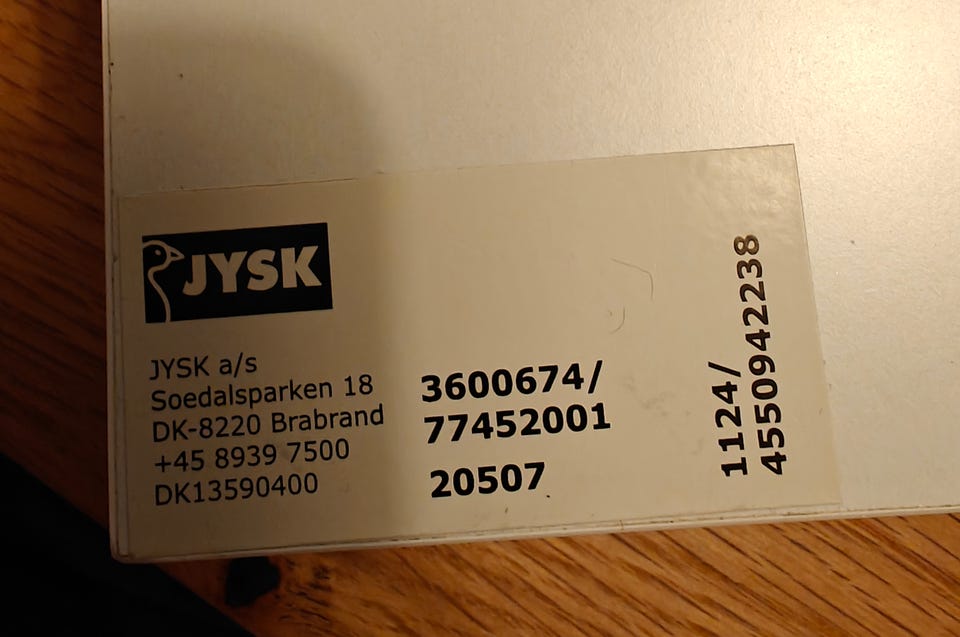 JYSK
JYSK a/s
Soedalsparken 18
DK-8220 Brabrand
+45 8939 7500
DK13590400
3600674/
77452001
20507
1124/
4550942238